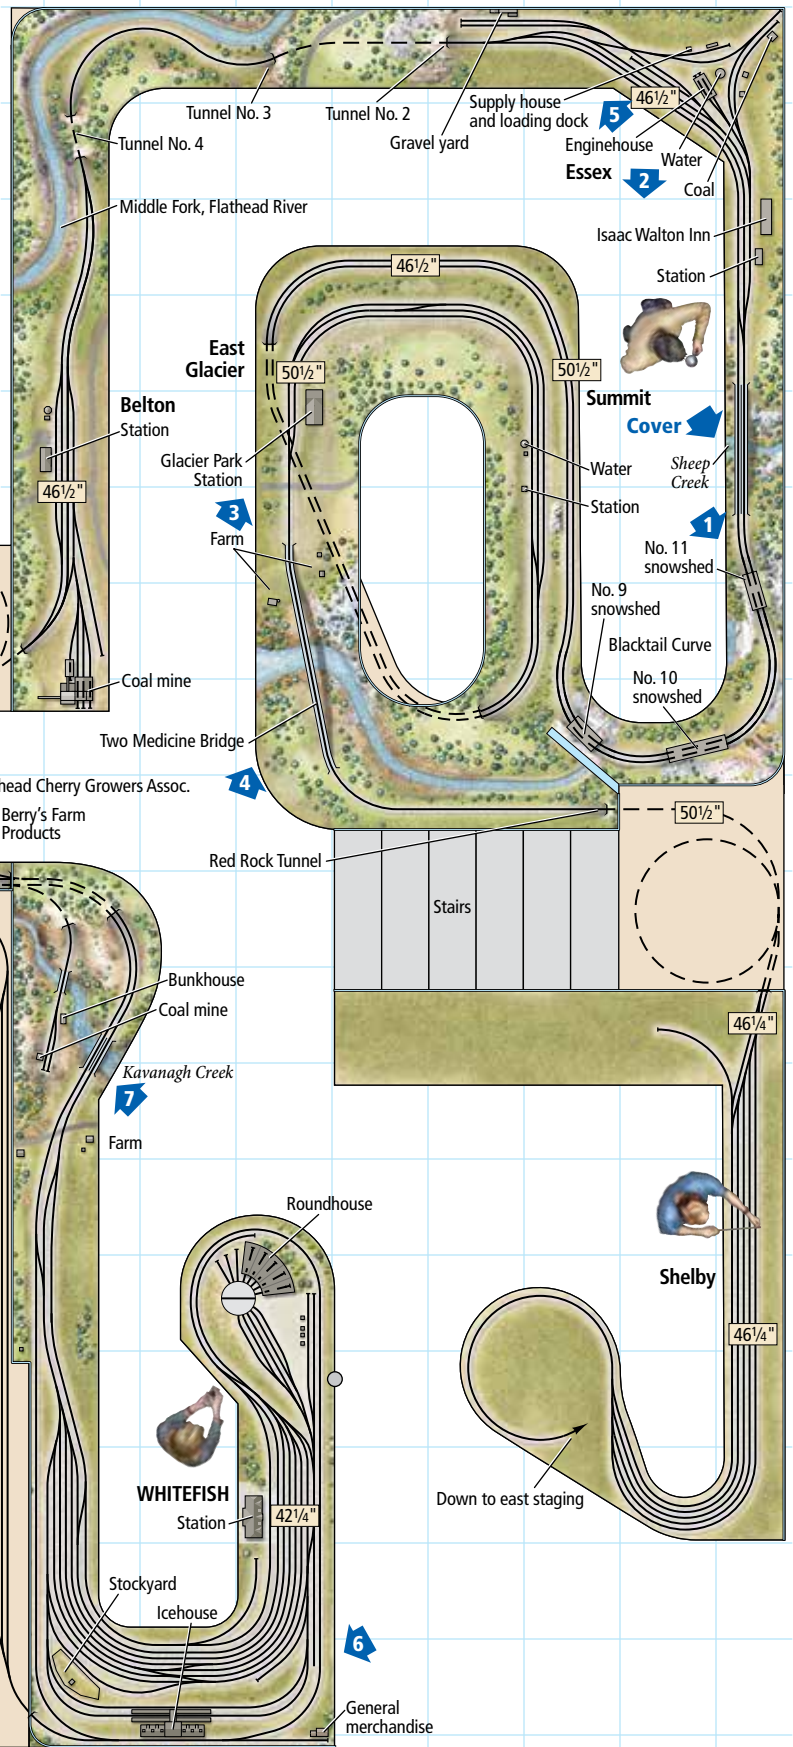 Tunnel No. 3
Tunnel No. 2
Gravel yard
Supply house
and loading dock
5
46½"
Enginehouse
Water
Coal
Essex
2
Tunnel No. 4
Middle Fork, Flathead River
Isaac Walton Inn
Station
46½"
East
Glacier
50½"
50½"
Summit
Cover
Sheep
Creek
Belton
Station
46½"
Glacier Park
Station
3
Farm
Water
Station
1
No. 11
snowshed
No. 9
snowshed
Blacktail Curve
No. 10
snowshed
Coal mine
Two Medicine Bridge
4
head Cherry Growers Assoc.
Berry's Farm
Products
50½"
Red Rock Tunnel
Stairs
Bunkhouse
Coal mine
Kavanagh Creek
7
Farm
46¼"
Roundhouse
Shelby
46¼"
WHITEFISH
Station
42¼"
Down to east staging
Stockyard
Icehouse
6
General
merchandise